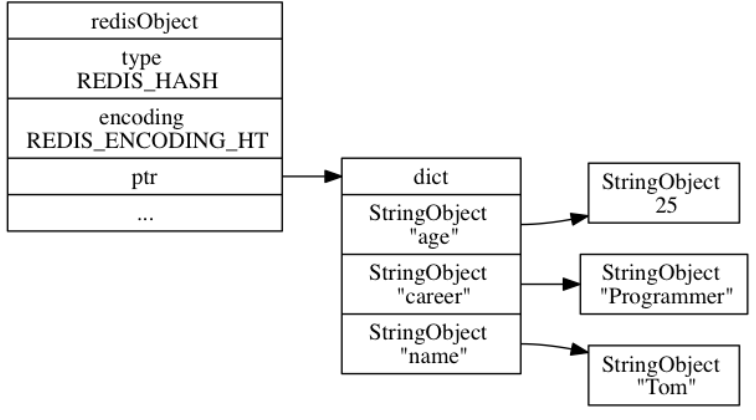 redisObject
type
REDIS_HASH
encoding
REDIS_ENCODING_HT
ptr
...
dict
StringObject
"age"
StringObject
"career"
StringObject
"name"
StringObject
25
StringObject
"Programmer"
StringObject
"Tom"